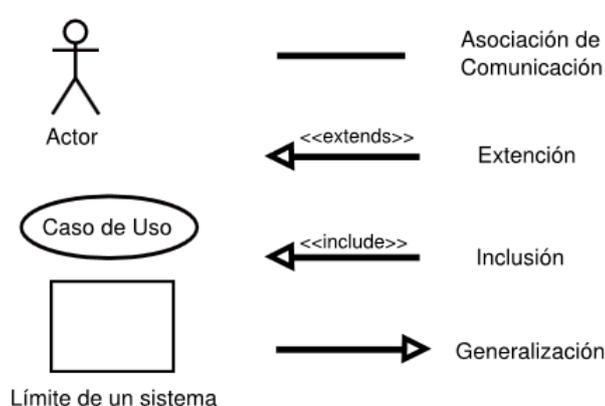 Asociación de
Comunicación
Actor
<<extends>>
Extención
Caso de Uso
<<include>>
Inclusión
Generalización
Límite de un sistema